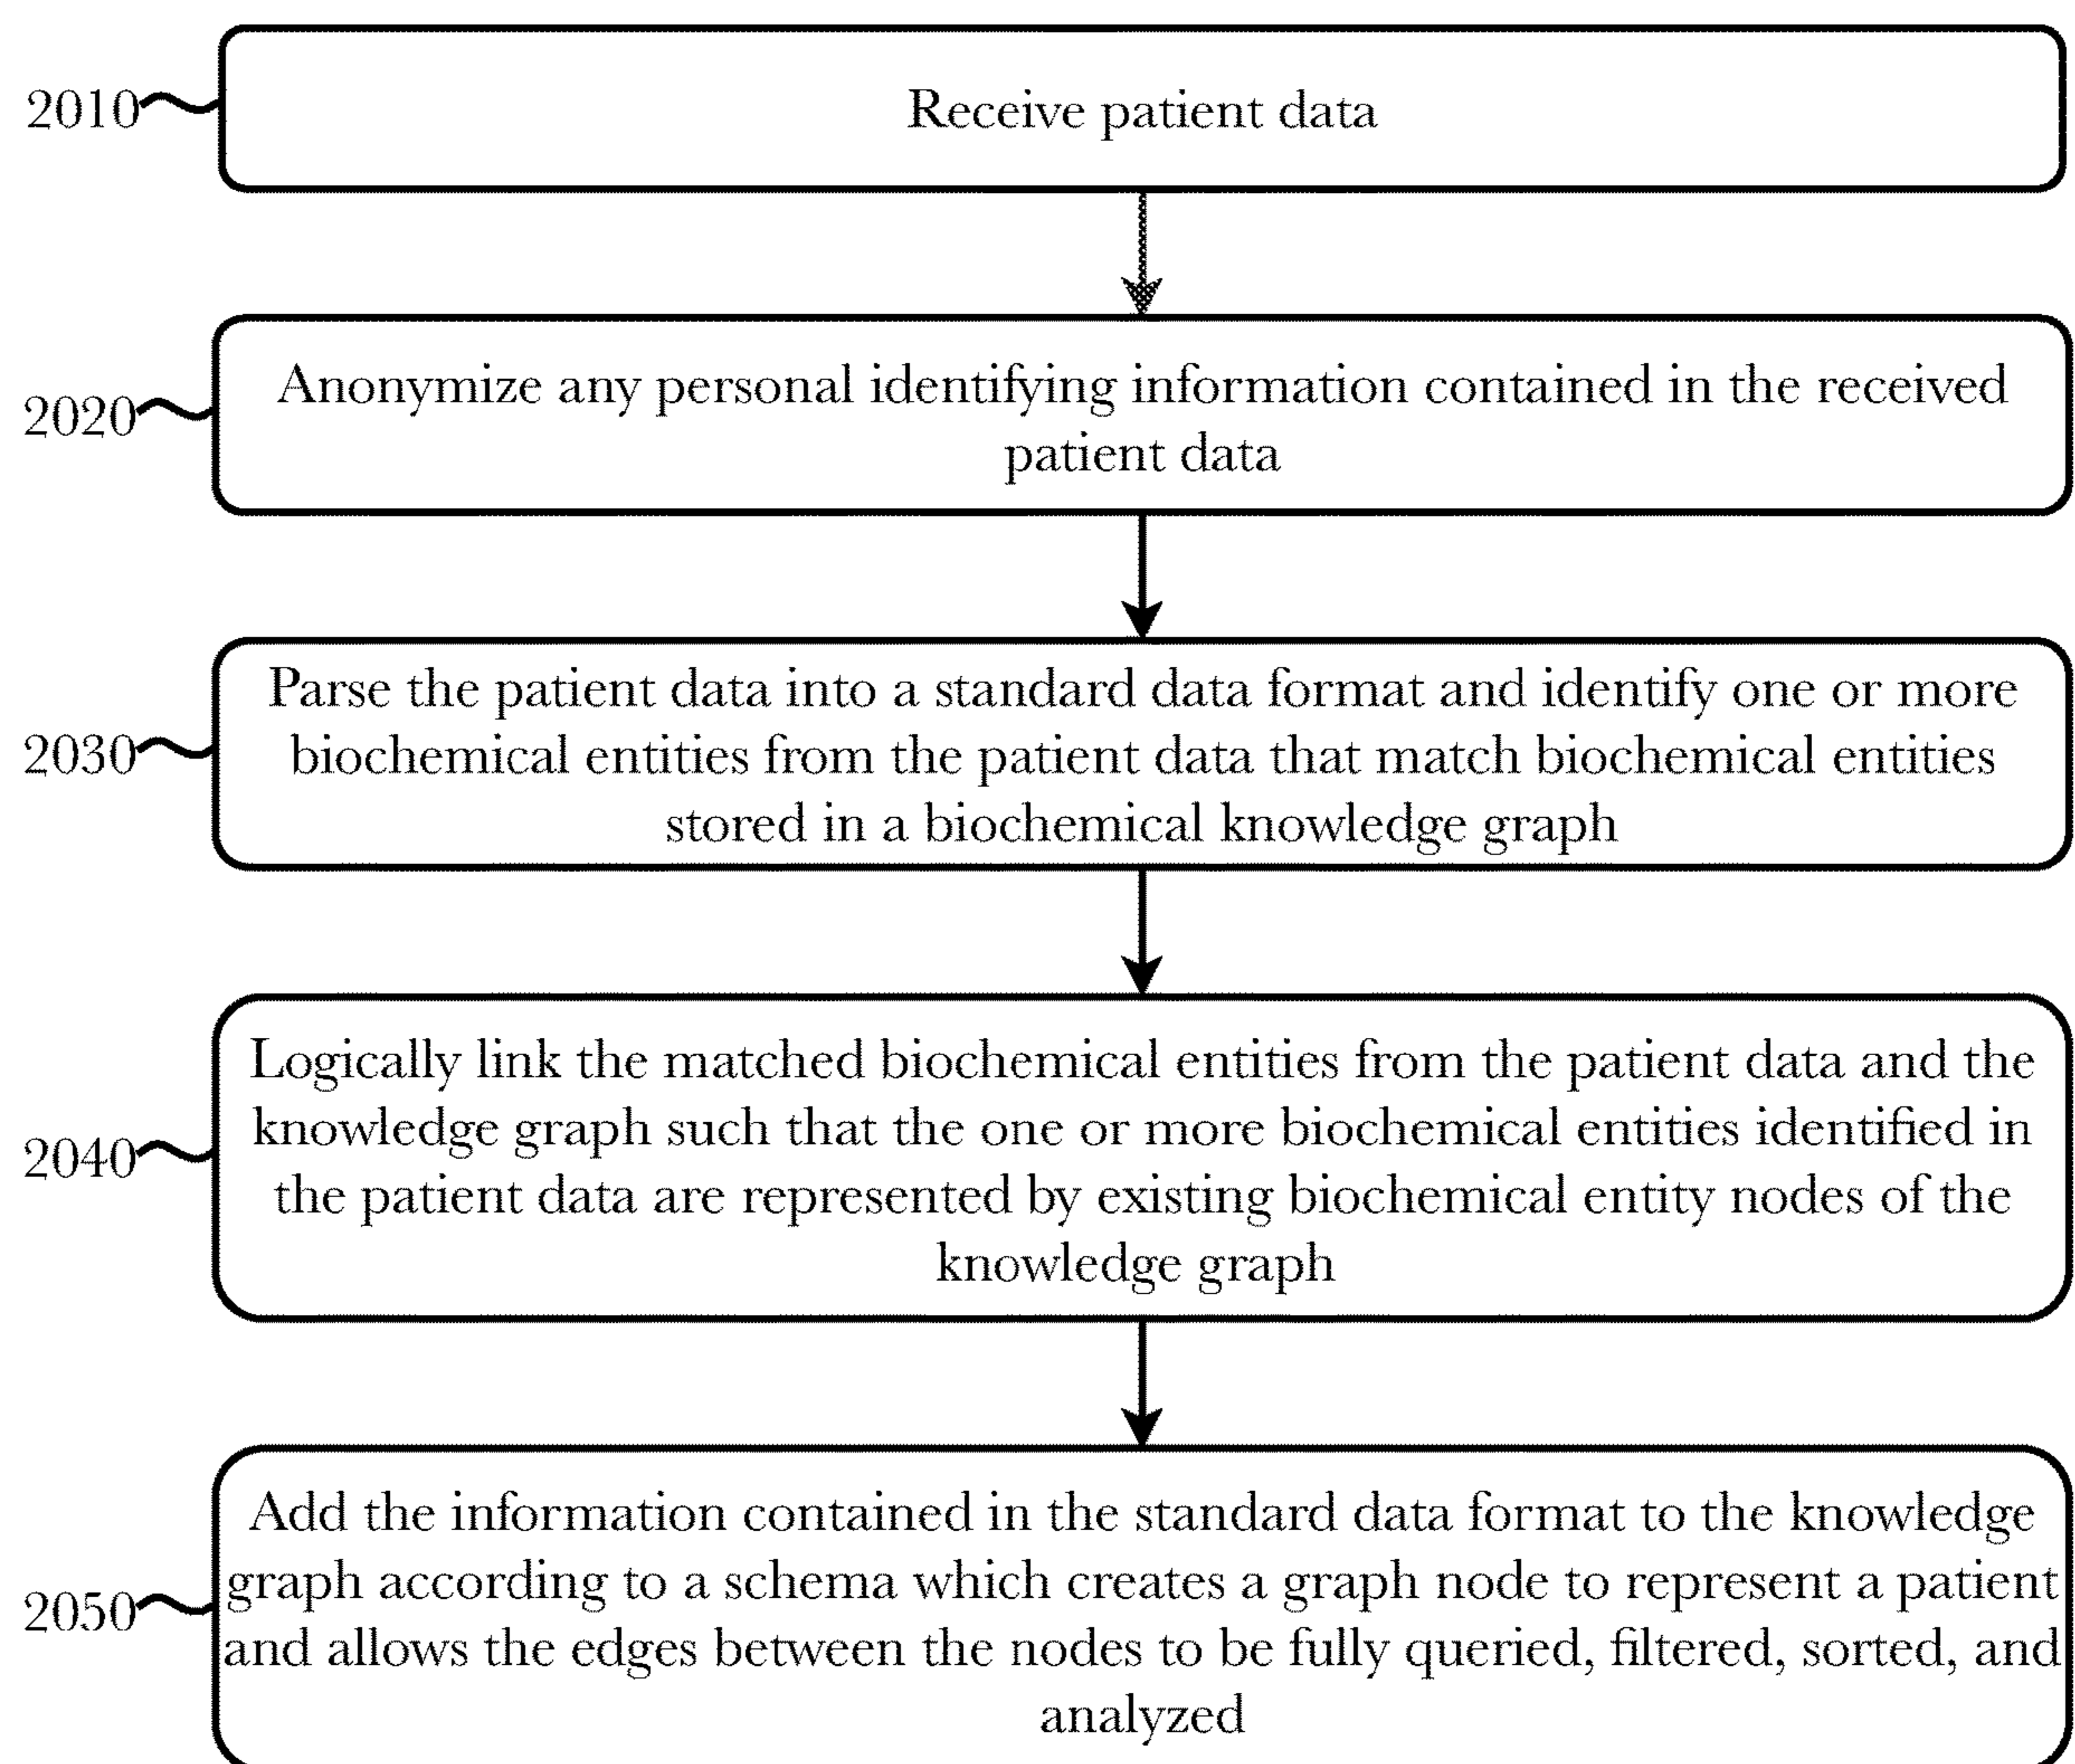 2010
Receive patient data
2020
Anonymize any personal identifying information contained in the received
patient data
2030
Parse the patient data into a standard data format and identify one or more
biochemical entities from the patient data that match biochemical entities
stored in a biochemical knowledge graph
2040
Logically link the matched biochemical entities from the patient data and the
knowledge graph such that the one or more biochemical entities identified in
the patient data are represented by existing biochemical entity nodes of the
knowledge graph
2050
Add the information contained in the standard data format to the knowledge
graph according to a schema which creates a graph node to represent a patient
and allows the edges between the nodes to be fully queried, filtered, sorted, and
analyzed